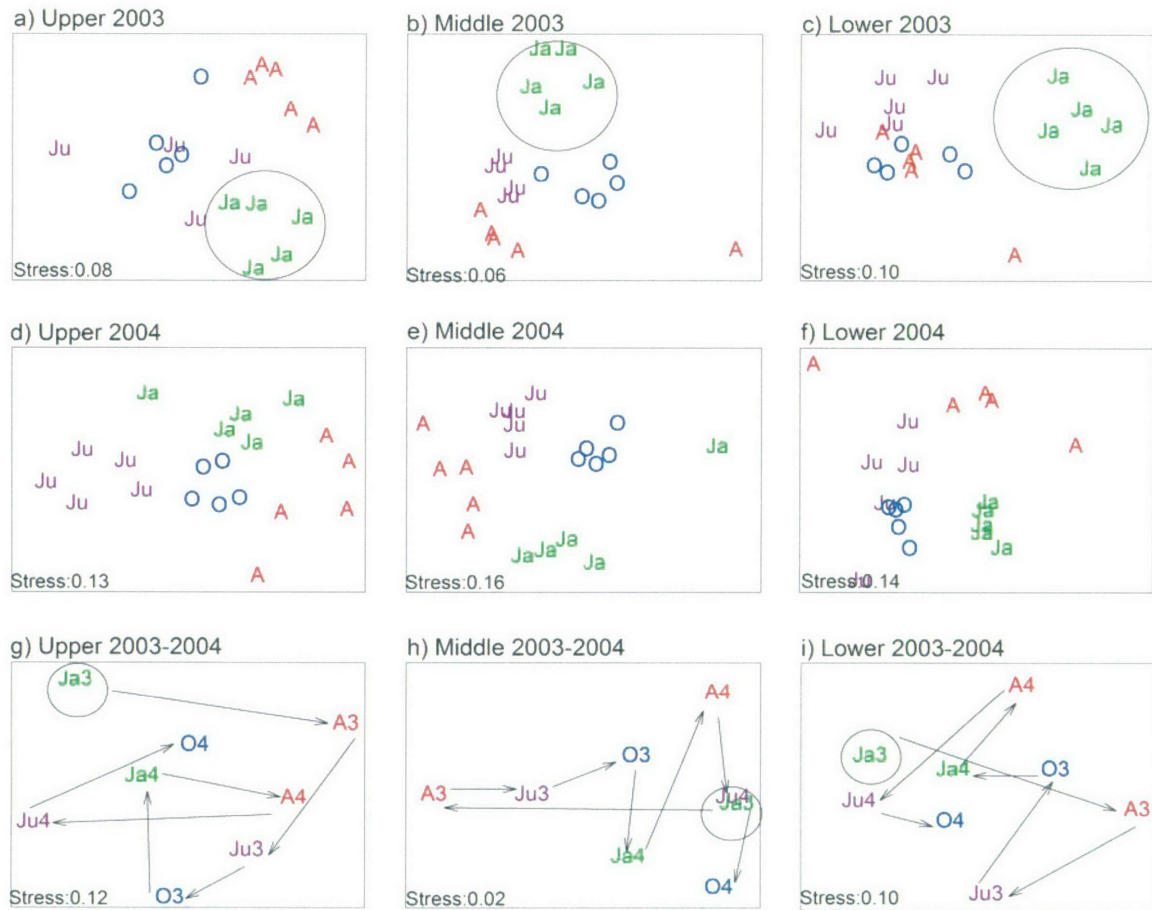 a) Upper 2003
A
O A A
A
A
O Ju
Ju O Ju
O
O
Ju Ja Ja Ja
Ja
Ja
Stress:0.08
b) Middle 2003
Ja Ja
Ja Ja
Ja
Ju O
Ju O
Ju O
Ju O O
A
A
A
A A
Stress:0.06
c) Lower 2003
Ju Ju Ja
Ju Ja
Ju Ju Ja Ja
A
O A O
O O A A O Ja
A
Stress:0.10
d) Upper 2004
Ja Ja
Ja
Ja Ja A
Ju Ju O O A
Ju Ju
Ju O O O A A
A
Stress:0.13
e) Middle 2004
Ju
Ju Ju
A Ju O
Ju O Ja
A A O O O
A
A Ja
Ja Ja Ja
Stress:0.16
f) Lower 2004
A
A A A
Ju
A
Ju Ju
Ju O O O Ja
Ja
O Ja
Ja
O Ja
Ju
Stress:0.14
g) Upper 2003-2004
Ja3
A3
O4
Ja4
A4
Ju4
Ju3
O3
Stress:0.12
h) Middle 2003-2004
A4
O3
A3 Ju3 Ju4
Ja3
Ja4
O4
Stress:0.02
i) Lower 2003-2004
A4
Ja3
Ja4 O3
Ju4
A3
O4
Ju3
Stress:0.10